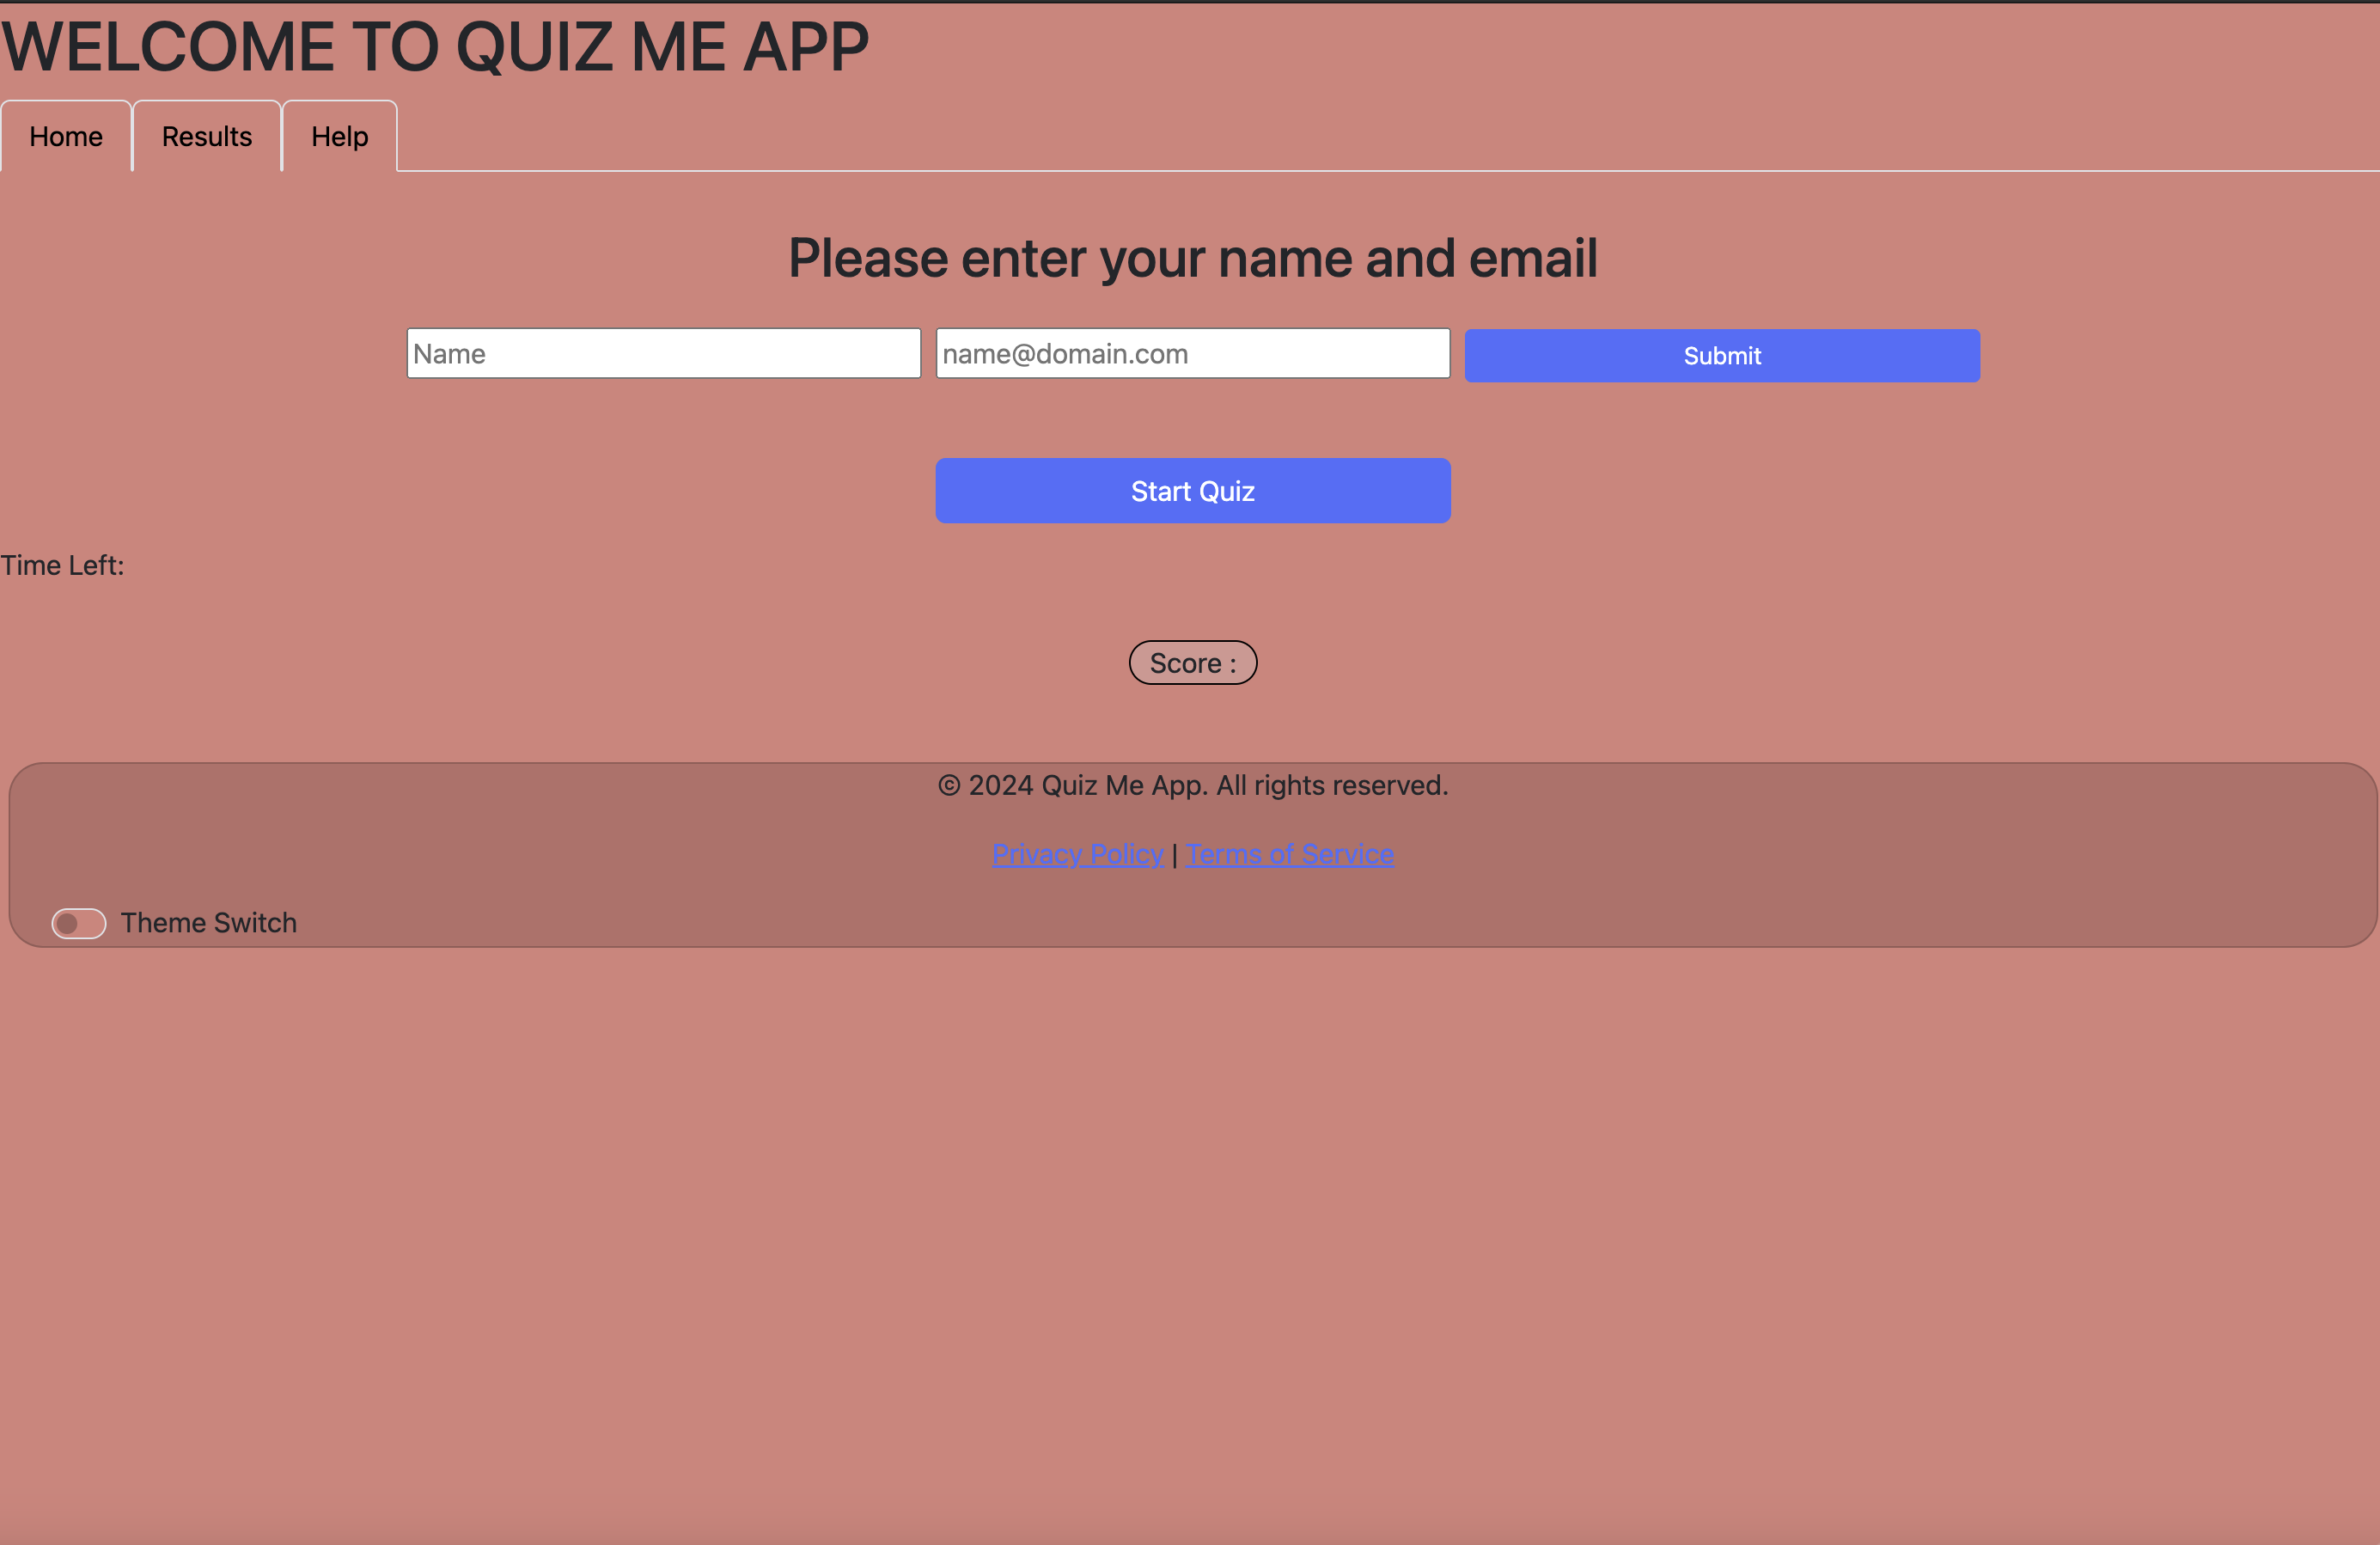 WELCOME TO QUIZ ME APP
Home Results Help
Please enter your name and email
Name name@domain.com Submit
Start Quiz
Time Left:
Score :
© 2024 Quiz Me App. All rights reserved.
Privacy Policy | Terms of Service
Theme Switch